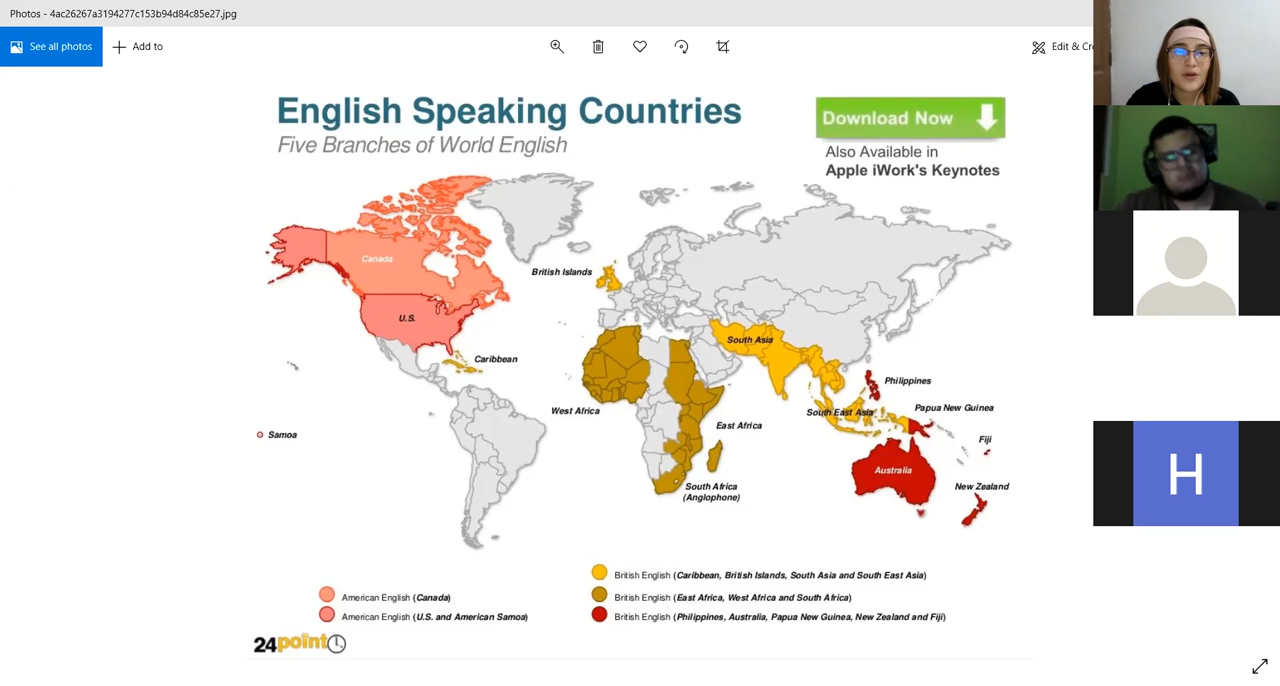 Photos - 4ac26267a3194277c153b94d84c85e27.jpg
See all photos
Add to
Edit & Cr
English Speaking Countries
Five Branches of World English
Download Now
Also Available in
Apple iWork's Keynotes
Canada
British Islands
U.S.
South Asia
Caribbean
Philippines
West Africa
South East Asia
Papua New Guinea
East Africa
Samoa
Fiji
Australia
South Africa
(Anglophone)
New Zealand
American English (Canada)
American English (U.S. and American Samoa)
British English (Caribbean, British Islands, South Asia and South East Asia)
British English (East Africa, West Africa and South Africa)
British English (Philippines, Australia, Papua New Guinea, New Zealand and Fiji)
24point
H